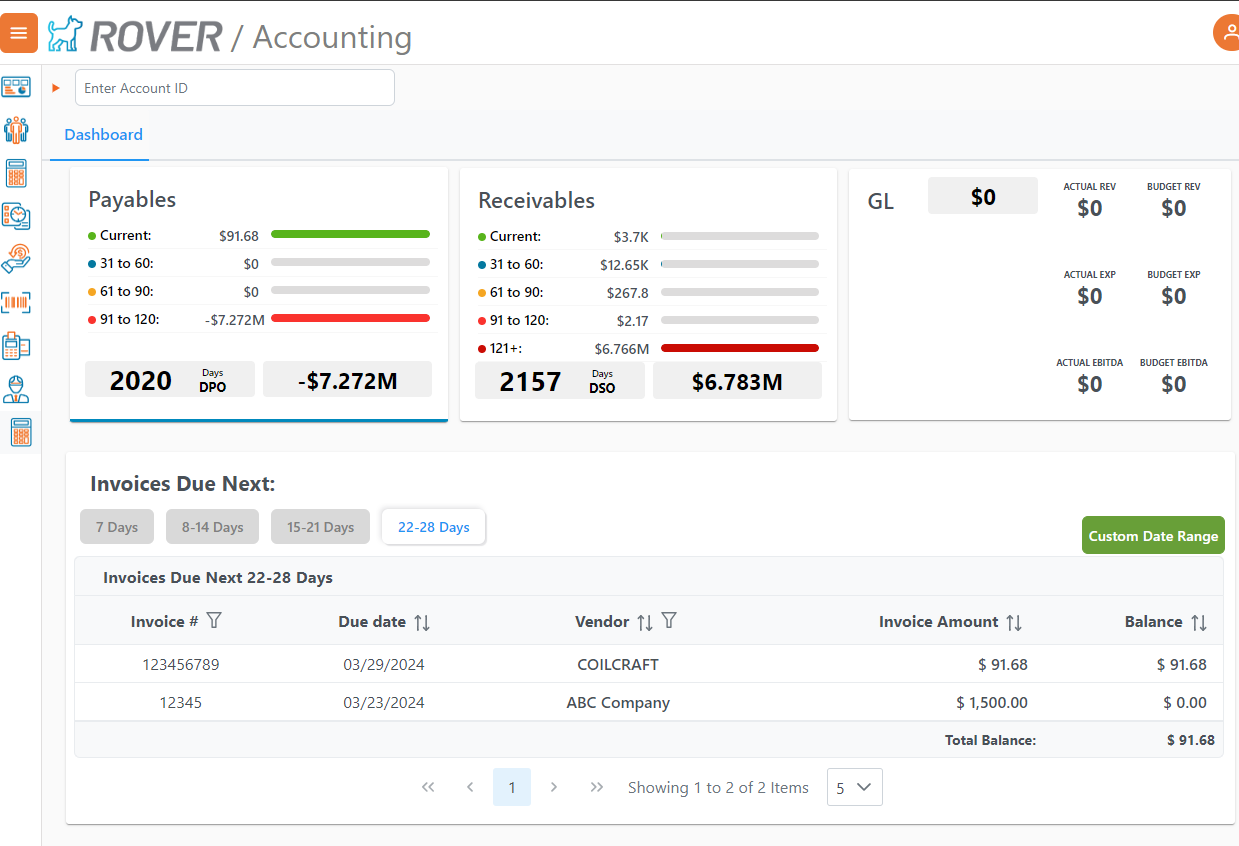 ROVER / Accounting
Enter Account ID
Dashboard
Payables
Current: $91.68
31 to 60: $0
61 to 90: $0
91 to 120: -$7.272M
2020 Days DPO -$7.272M
Receivables
Current: $3.7K
31 to 60: $12.65K
61 to 90: $267.8
91 to 120: $2.17
121+: $6.766M
2157 Days DSO $6.783M
GL $0
ACTUAL REV BUDGET REV
$0 $0
ACTUAL EXP BUDGET EXP
$0 $0
ACTUAL EBITDA BUDGET EBITDA
$0 $0
Invoices Due Next:
7 Days 8-14 Days 15-21 Days 22-28 Days
Custom Date Range
Invoices Due Next 22-28 Days
Invoice # Due date Vendor Invoice Amount Balance
123456789 03/29/2024 COILCRAFT $ 91.68 $ 91.68
12345 03/23/2024 ABC Company $ 1,500.00 $ 0.00
Total Balance: $ 91.68
1 Showing 1 to 2 of 2 Items 5